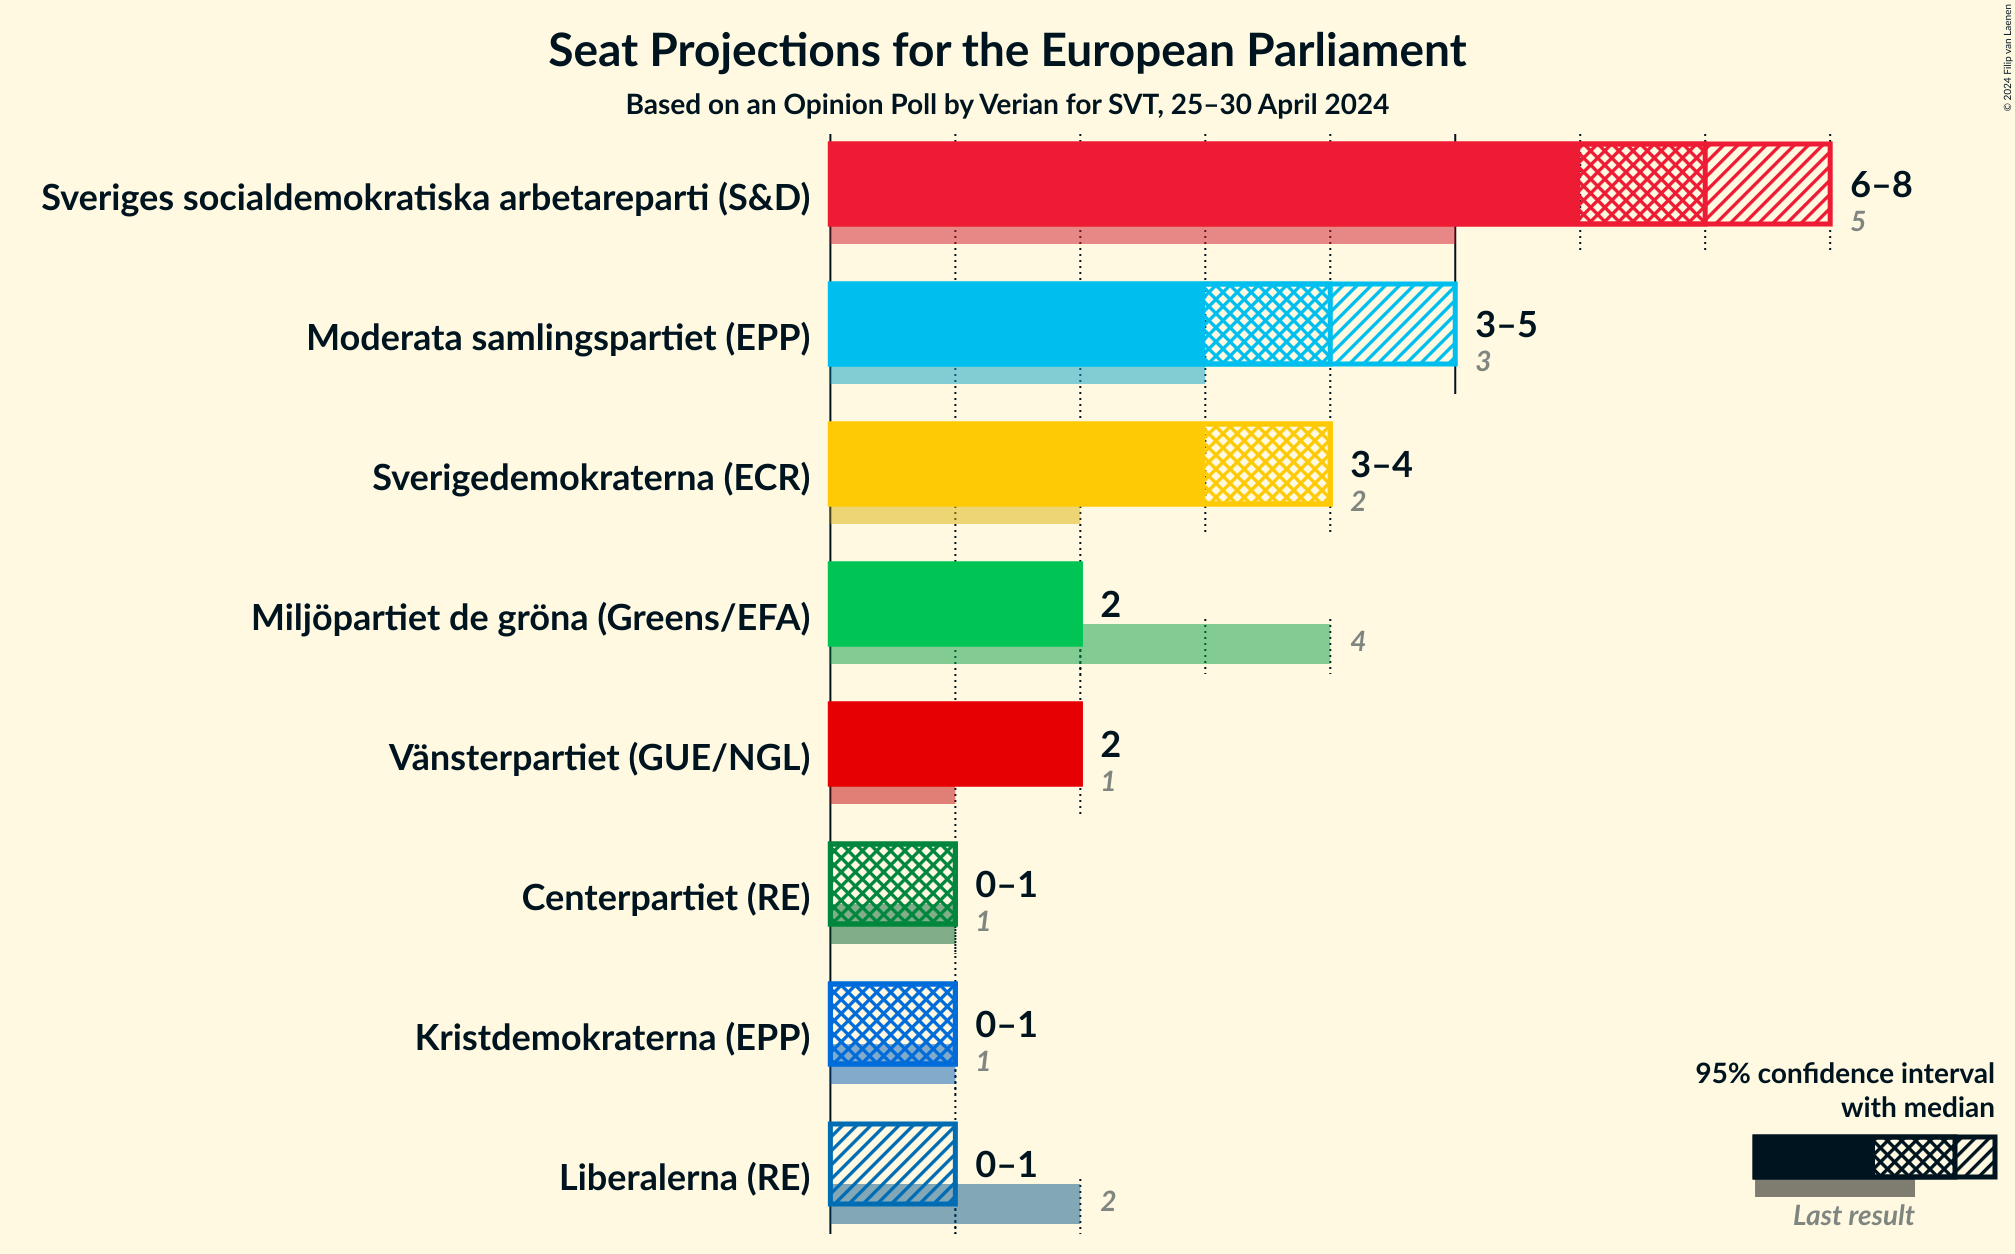 Seat Projections for the European Parliament
Based on an Opinion Poll by Verian for SVT, 25–30 April 2024
© 2024 Filip van Laenen
Sveriges socialdemokratiska arbetareparti (S&D)
6–8
5
Moderata samlingspartiet (EPP)
3–5
3
Sverigedemokraterna (ECR)
3–4
2
Miljöpartiet de gröna (Greens/EFA)
2
4
Vänsterpartiet (GUE/NGL)
2
1
Centerpartiet (RE)
0–1
1
Kristdemokraterna (EPP)
0–1
1
Liberalerna (RE)
0–1
2
95% confidence interval
with median
Last result